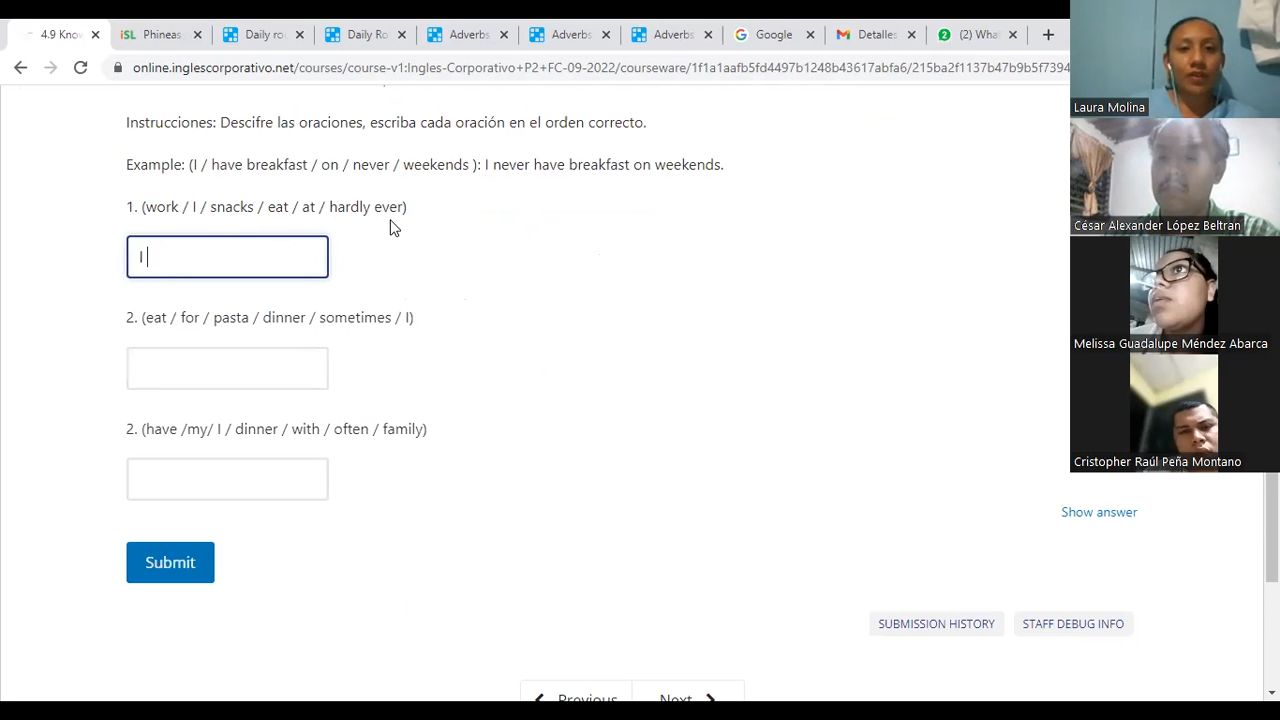 4.9 Know
iSL Phineas
Daily ro
Daily Ro
Adverbs
Adverbs
Adverbs
Google
Detalles
(2) Wha
online.inglescorporativo.net/courses/course-v1:Ingles-Corporativo+P2+FC-09-2022/courseware/1f1a1aafb5fd4497b1248b43617abfa6/215ba2f1137b47b9b5f7394
Instrucciones: Descifre las oraciones, escriba cada oración en el orden correcto.
Example: (I / have breakfast / on / never / weekends ): I never have breakfast on weekends.
1. (work / I / snacks / eat / at / hardly ever)
I
2. (eat / for / pasta / dinner / sometimes / I)
2. (have /my/ I / dinner / with / often / family)
Show answer
Submit
SUBMISSION HISTORY
STAFF DEBUG INFO
Previous
Next
Laura Molina
César Alexander López Beltran
Melissa Guadalupe Méndez Abarca
Cristopher Raúl Peña Montano